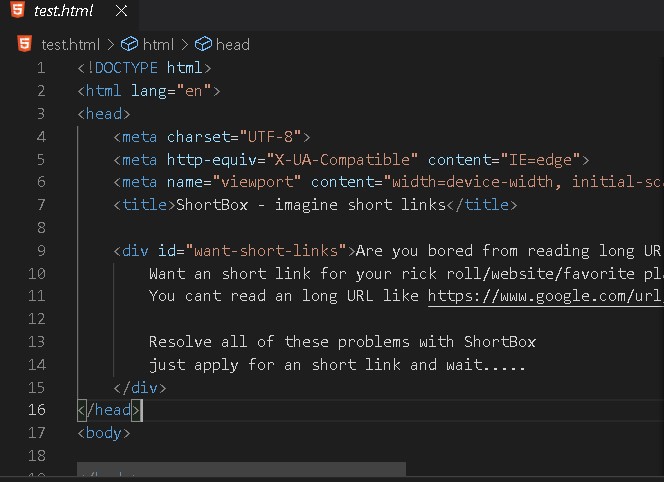 test.html
test.html > html > head
1 <!DOCTYPE html>
2 <html lang="en">
3 <head>
4 <meta charset="UTF-8">
5 <meta http-equiv="X-UA-Compatible" content="IE=edge">
6 <meta name="viewport" content="width=device-width, initial-sc
7 <title>ShortBox - imagine short links</title>
8
9 <div id="want-short-links">Are you bored from reading long UR
10 Want an short link for your rick roll/website/favorite pl
11 You cant read an long URL like https://www.google.com/url
12
13 Resolve all of these problems with ShortBox
14 just apply for an short link and wait.....
15 </div>
16 </head>
17 <body>
18